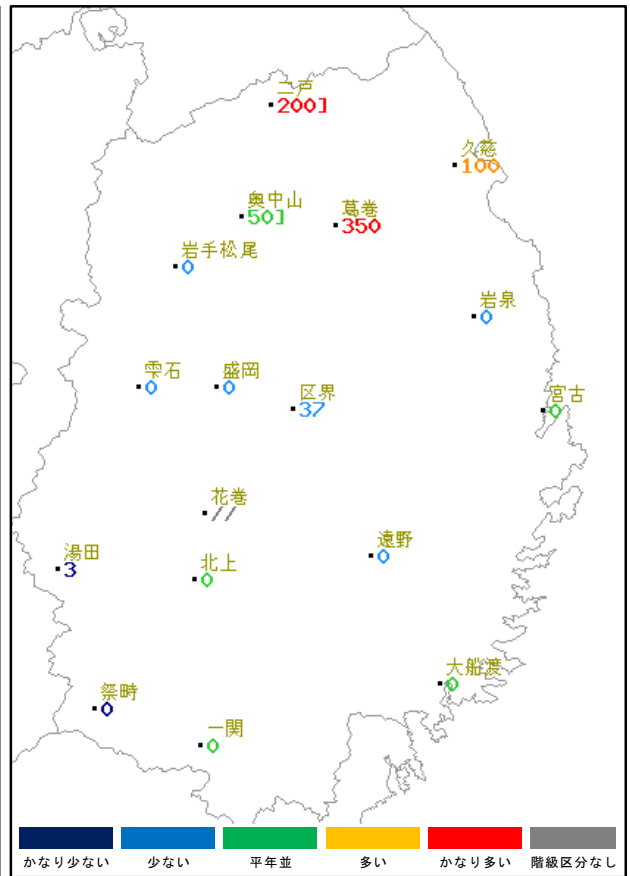 二戸
200]
久慈
100
奥中山
50]
葛巻
350
岩手松尾
0
岩泉
0
雫石
0
盛岡
0
区界
37
宮古
0
花巻
//
湯田
3
北上
0
遠野
0
大船渡
0
祭畤
0
一関
0
かなり少ない 少ない 平年並 多い かなり多い 階級区分なし